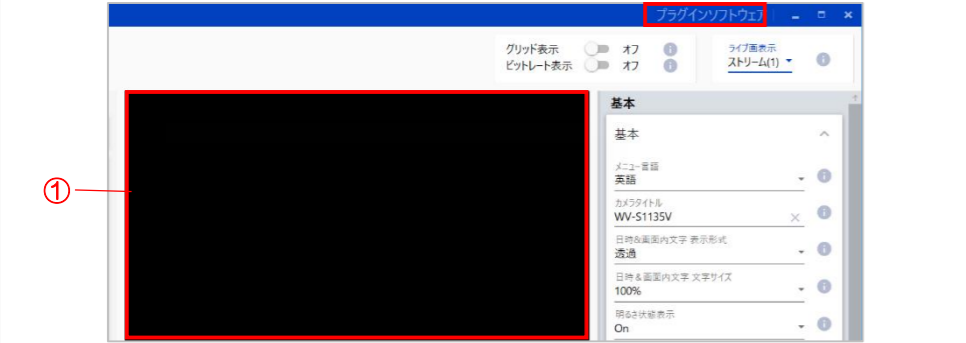 プラグインソフトウェア
グリッド表示 オフ
ビットレート表示 オフ
ライブ画表示
ストリーム(1)
①
基本
基本
メニュー言語
英語
カメラタイトル
WV-S1135V
日時&画面内文字 表示形式
透過
日時&画面内文字 文字サイズ
100%
明るさ状態表示
On